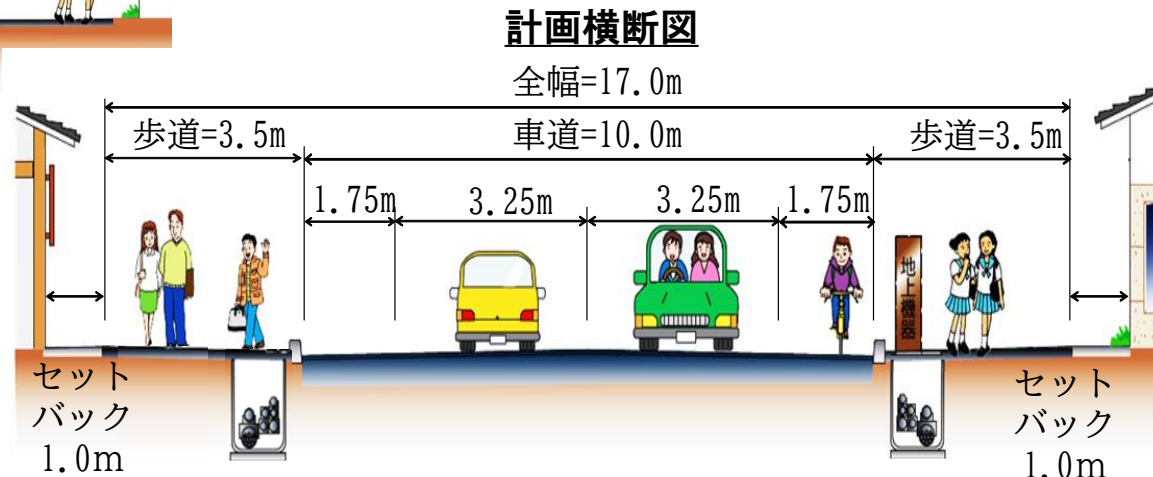 計画横断図
全幅=17.0m
歩道=3.5m
車道=10.0m
歩道=3.5m
1.75m
3.25m
3.25m
1.75m
地上機器
セット
バック
1.0m
セット
バック
1.0m